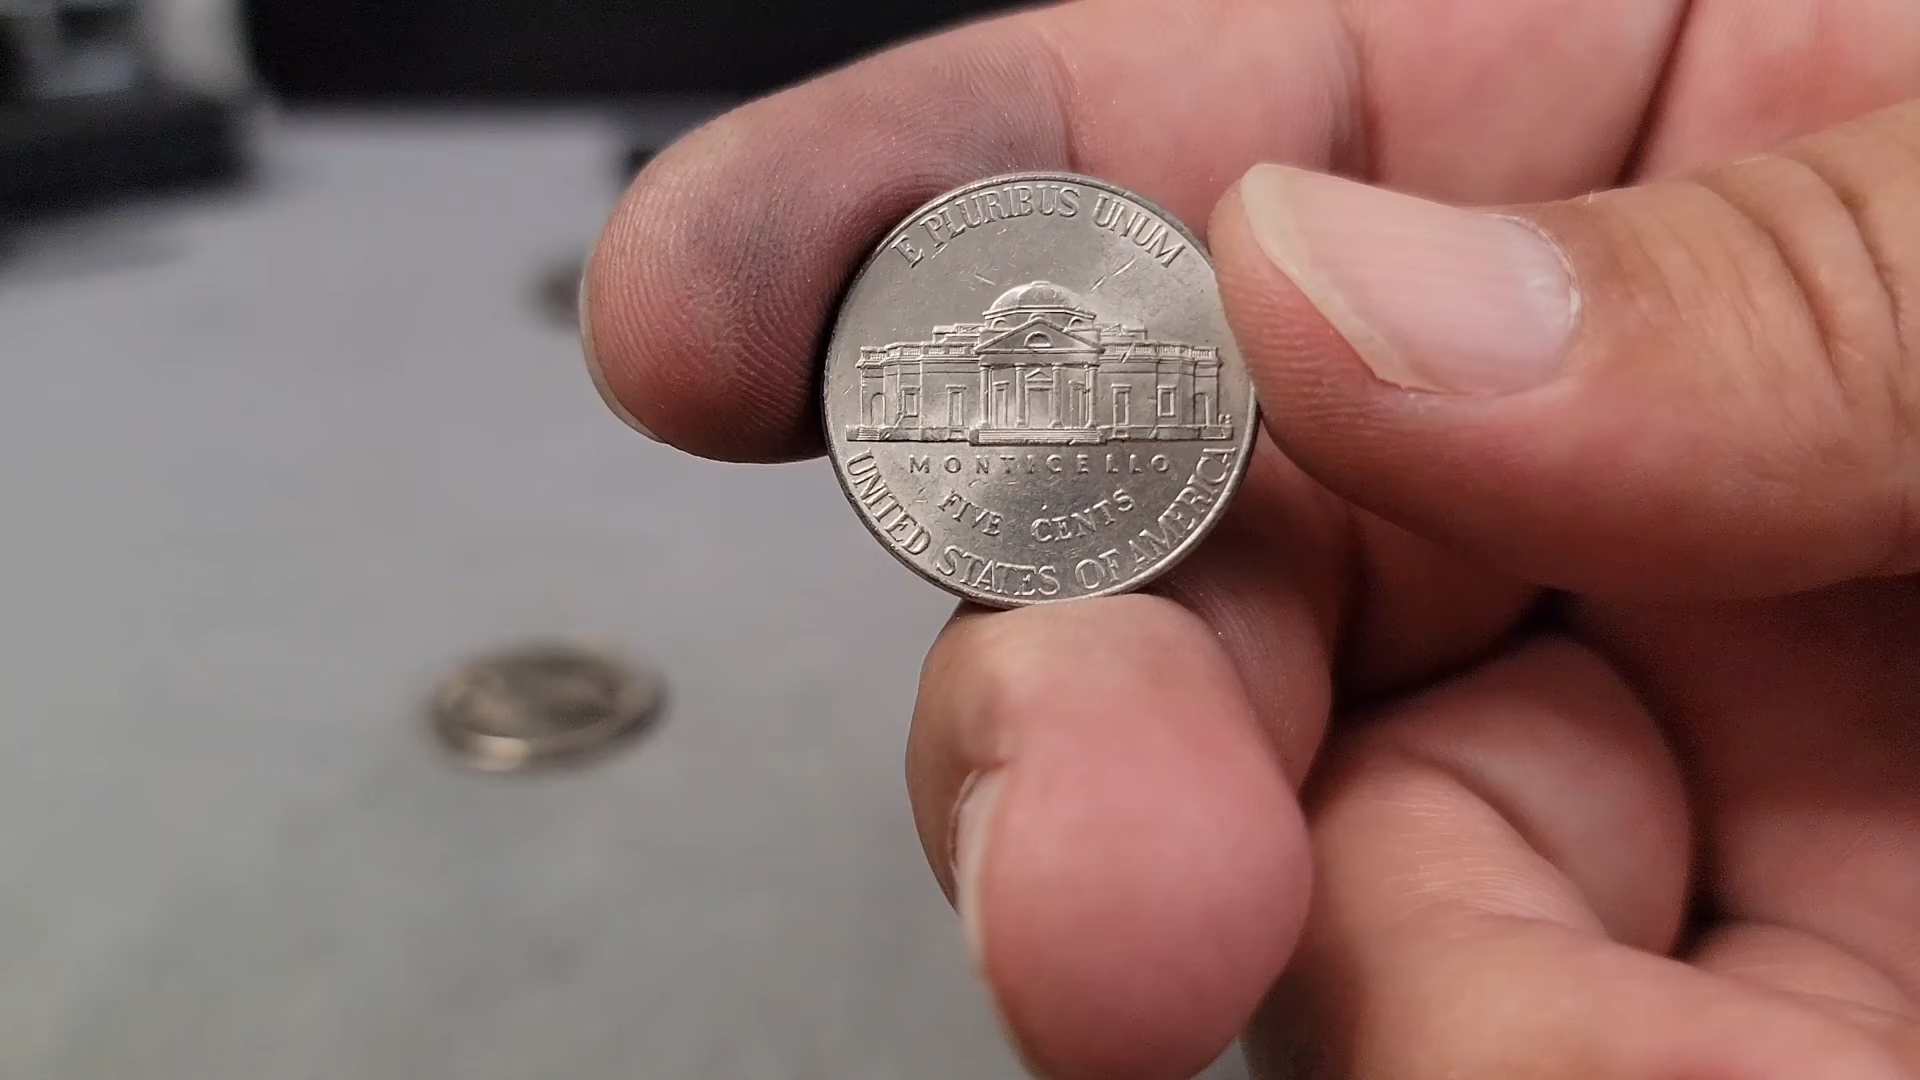 E PLURIBUS UNUM
MONTICELLO
FIVE CENTS
UNITED STATES OF AMERICA